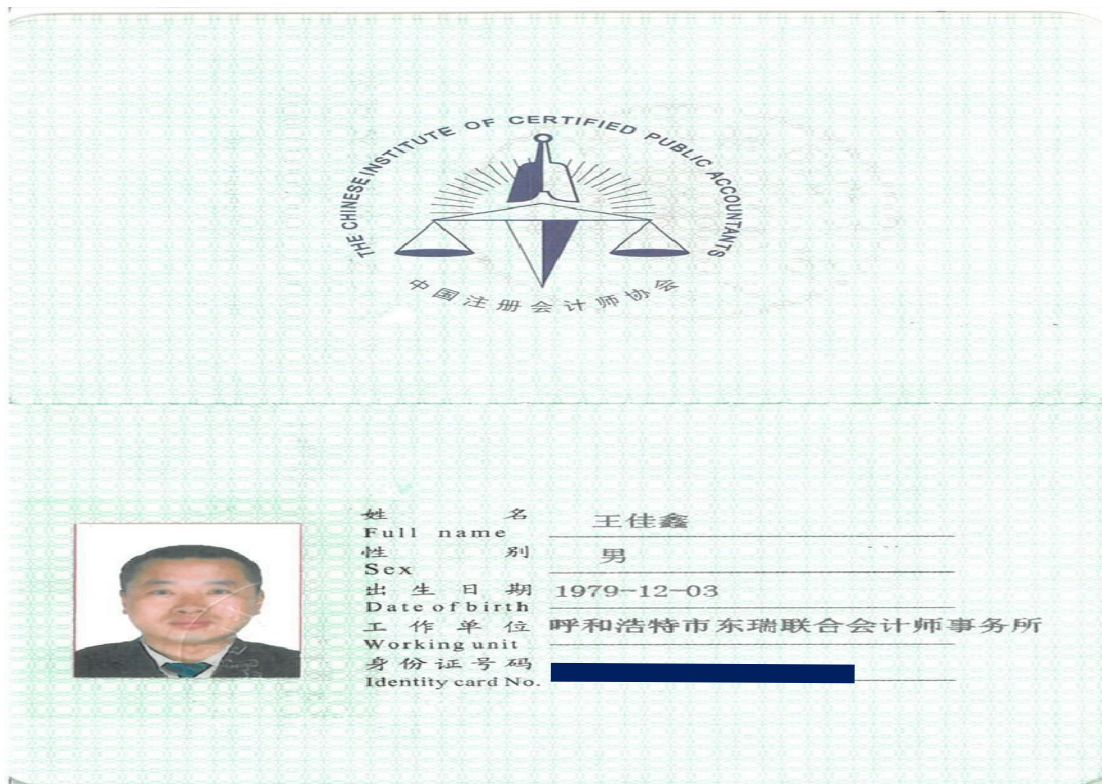 THE CHINESE INSTITUTE OF CERTIFIED PUBLIC ACCOUNTANTS
中国注册会计师协会
姓名 王佳鑫
Full name
性别 男
Sex
出生日期 1979-12-03
Date of birth
工作单位 呼和浩特市东瑞联合会计师事务所
Working unit
身份证号码
Identity card No.